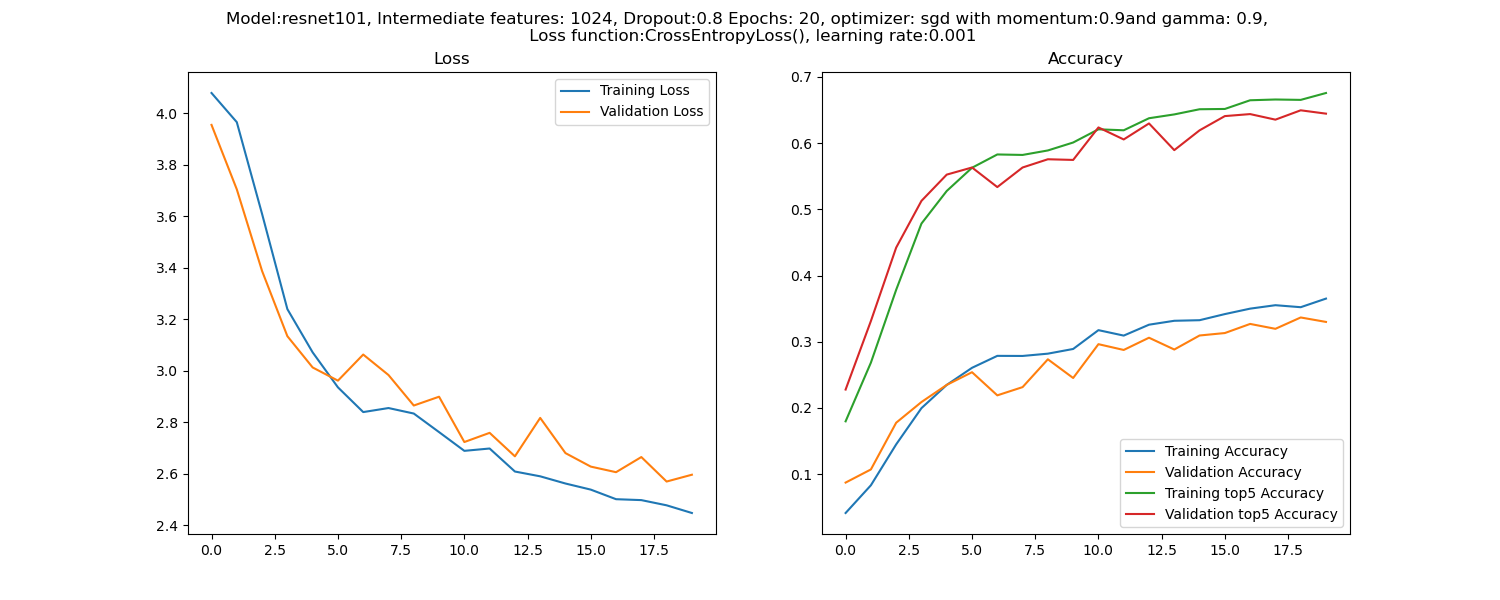 Model:resnet101, Intermediate features: 1024, Dropout:0.8 Epochs: 20, optimizer: sgd with momentum:0.9and gamma: 0.9,
Loss function:CrossEntropyLoss(), learning rate:0.001
Loss
Training Loss
Validation Loss
4.0
3.8
3.6
3.4
3.2
3.0
2.8
2.6
2.4
0.0 2.5 5.0 7.5 10.0 12.5 15.0 17.5
Accuracy
0.7
0.6
0.5
0.4
0.3
0.2
0.1
Training Accuracy
Validation Accuracy
Training top5 Accuracy
Validation top5 Accuracy
0.0 2.5 5.0 7.5 10.0 12.5 15.0 17.5